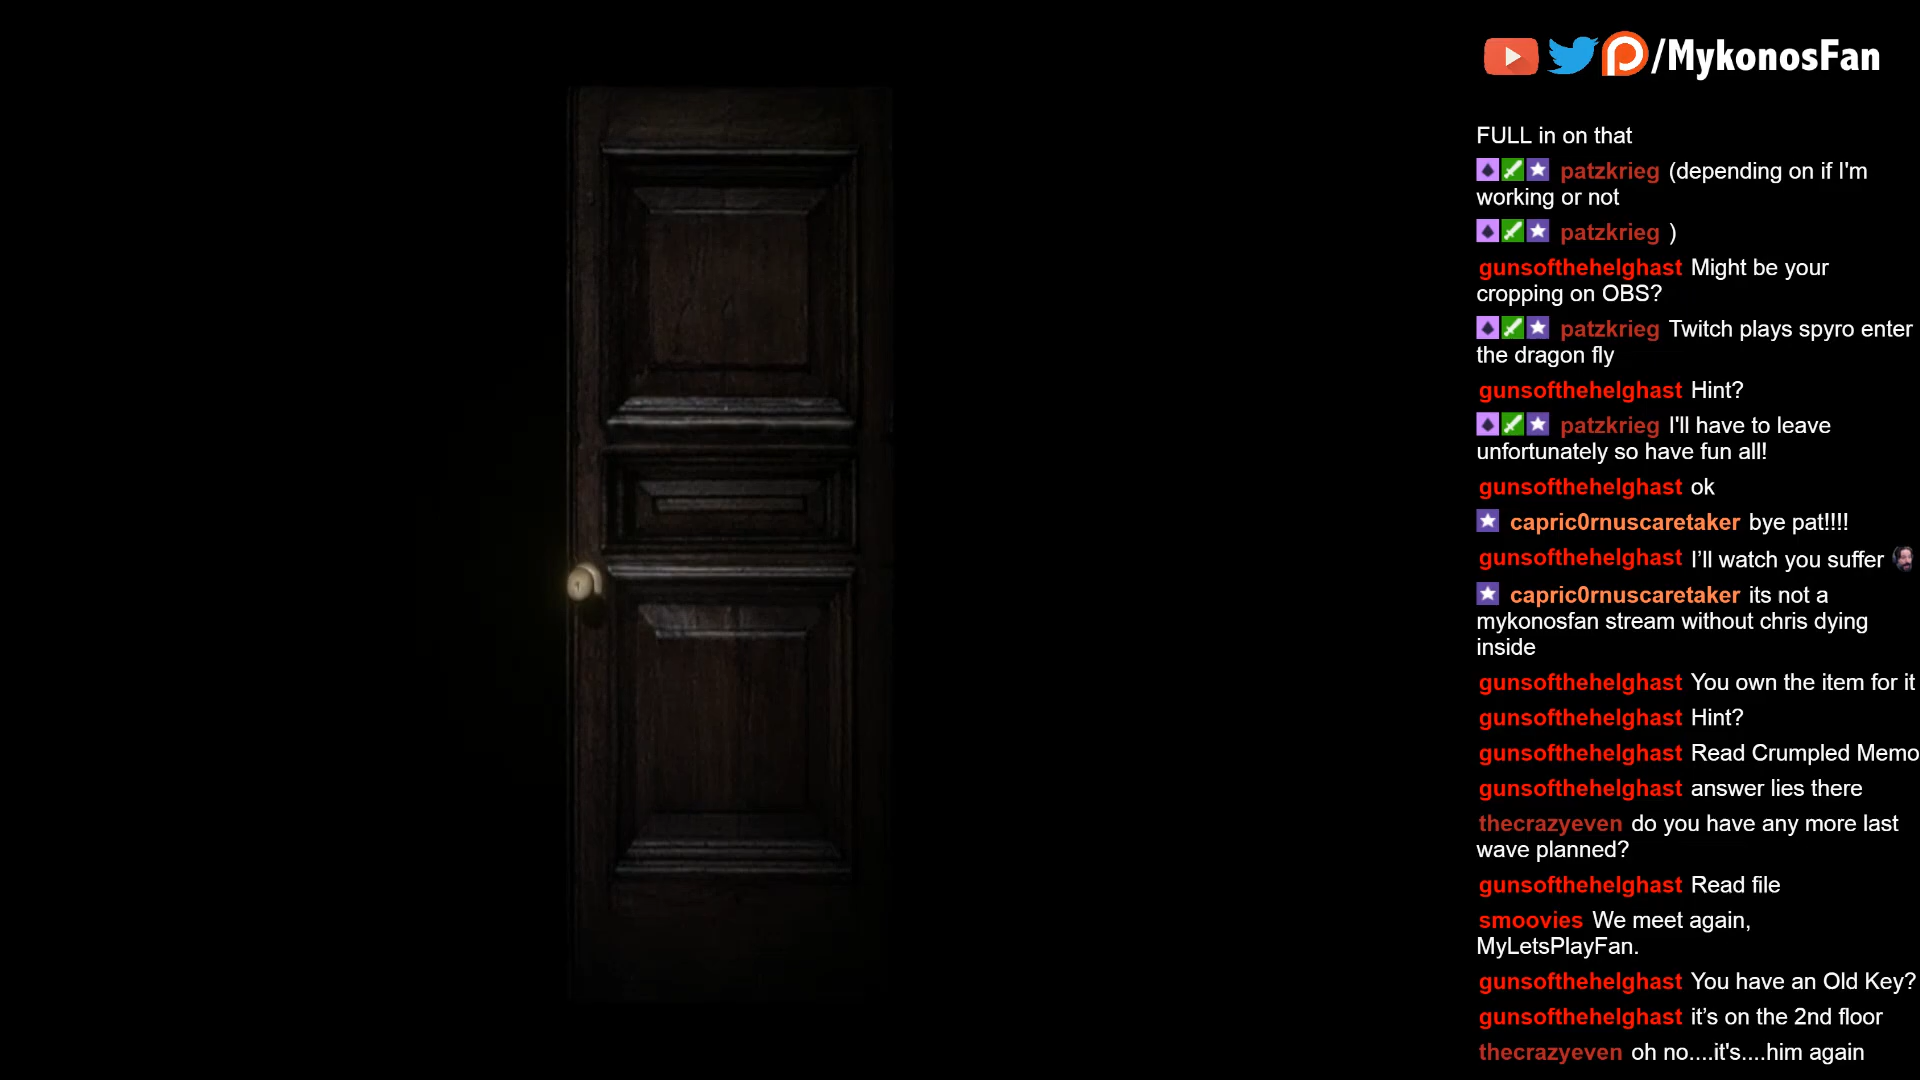 /MykonosFan
FULL in on that
patzkrieg (depending on if I'm
working or not
patzkrieg )
gunsofthehelghast Might be your
cropping on OBS?
patzkrieg Twitch plays spyro enter
the dragon fly
gunsofthehelghast Hint?
patzkrieg I'll have to leave
unfortunately so have fun all!
gunsofthehelghast ok
capric0rnuscaretaker bye pat!!!!
gunsofthehelghast I’ll watch you suffer
capric0rnuscaretaker its not a
mykonosfan stream without chris dying
inside
gunsofthehelghast You own the item for it
gunsofthehelghast Hint?
gunsofthehelghast Read Crumpled Memo
gunsofthehelghast answer lies there
thecrazyeven do you have any more last
wave planned?
gunsofthehelghast Read file
smoovies We meet again,
MyLetsPlayFan.
gunsofthehelghast You have an Old Key?
gunsofthehelghast it’s on the 2nd floor
thecrazyeven oh no....it's....him again